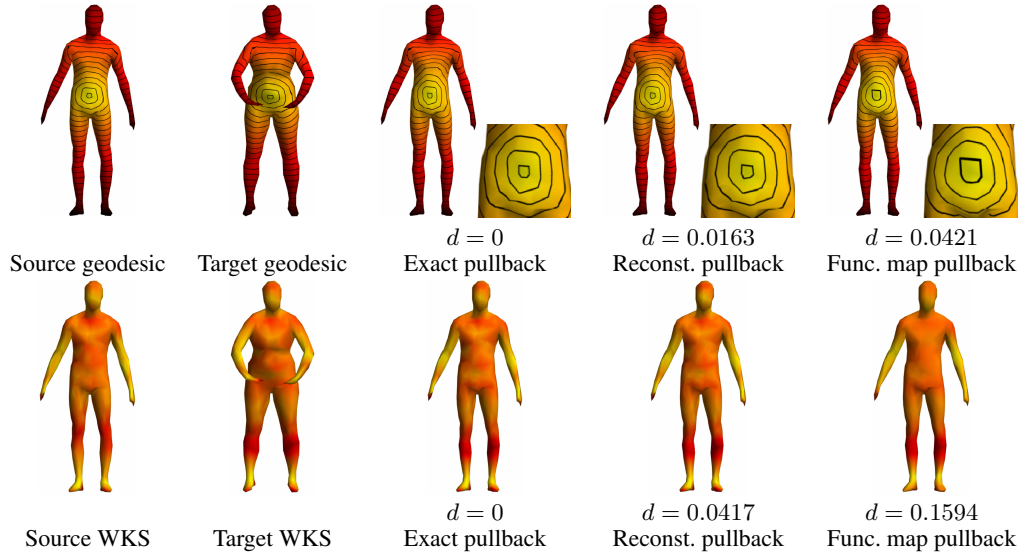 d = 0 d = 0.0163 d = 0.0421
Source geodesic Target geodesic Exact pullback Reconst. pullback Func. map pullback
d = 0 d = 0.0417 d = 0.1594
Source WKS Target WKS Exact pullback Reconst. pullback Func. map pullback